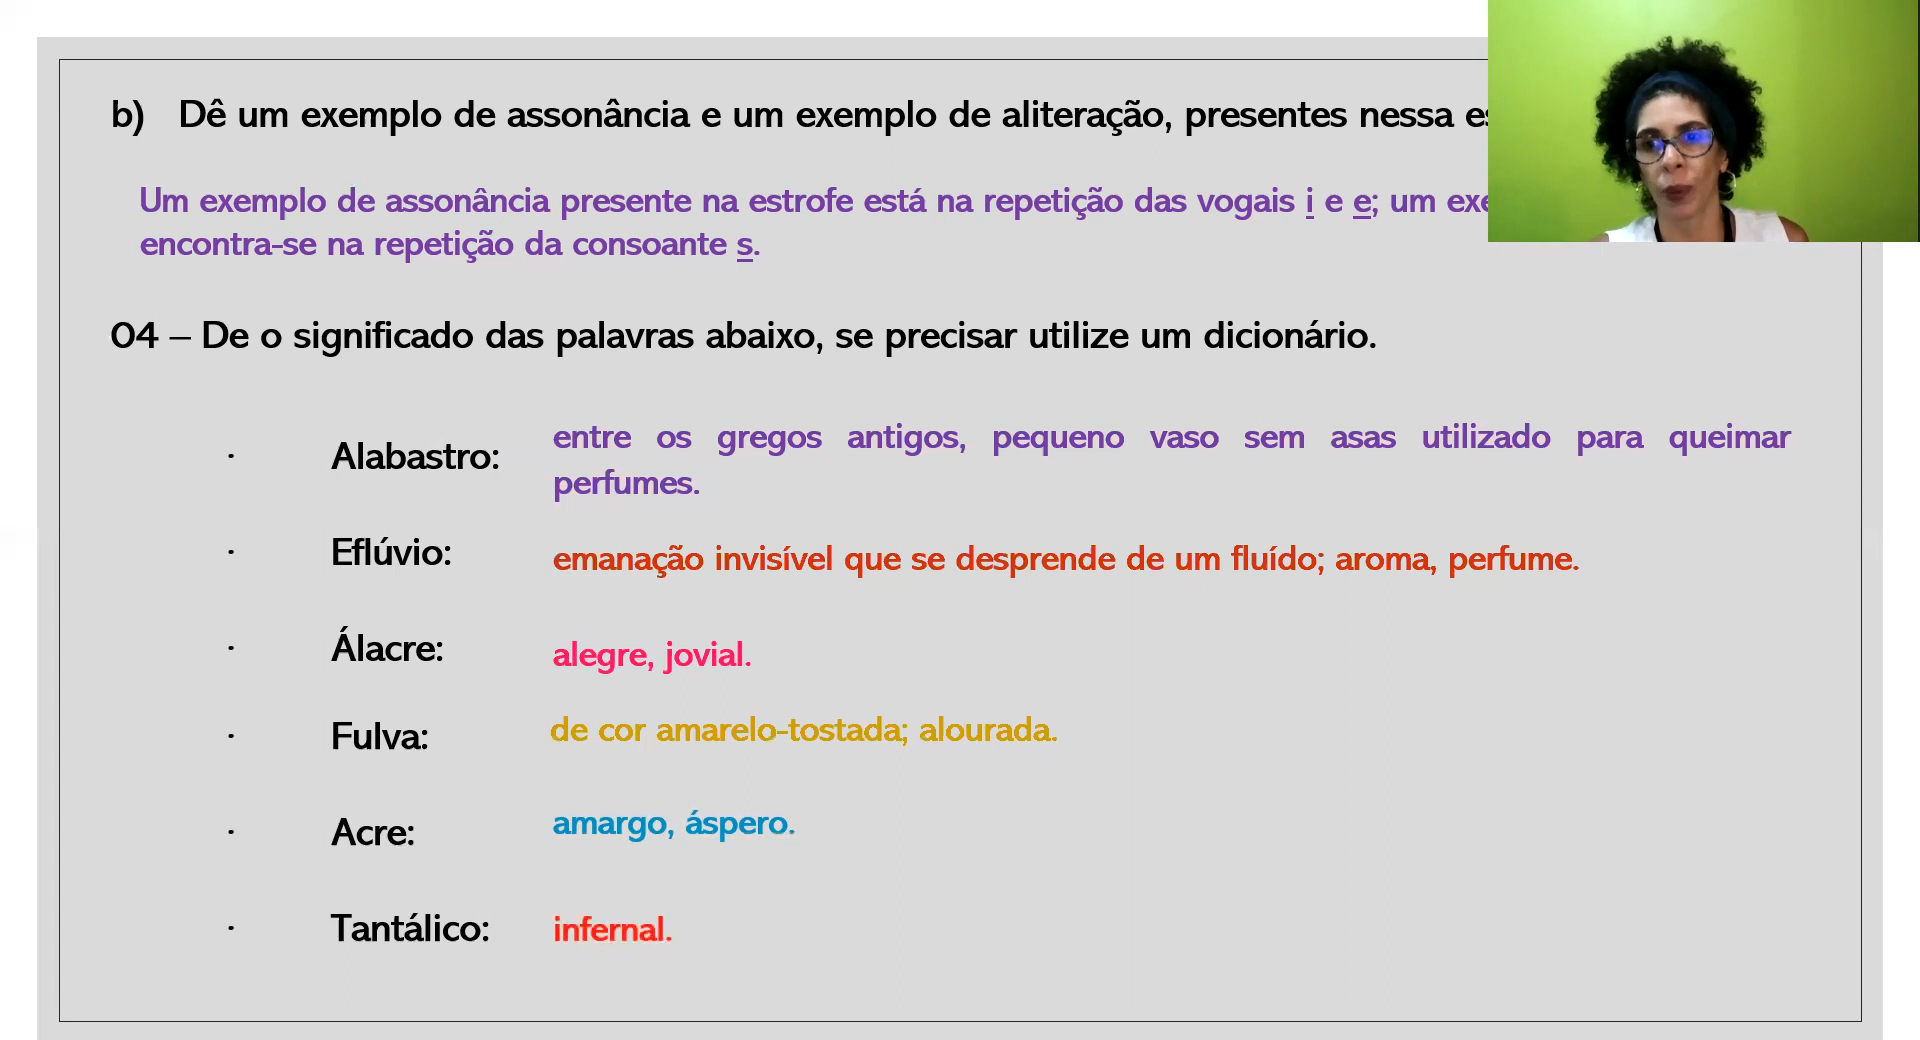 b) Dê um exemplo de assonância e um exemplo de aliteração, presentes nessa
Um exemplo de assonância presente na estrofe está na repetição das vogais i e e; um
encontra-se na repetição da consoante s.
04 – De o significado das palavras abaixo, se precisar utilize um dicionário.
· Alabastro: entre os gregos antigos, pequeno vaso sem asas utilizado para queimar
perfumes.
· Eflúvio: emanação invisível que se desprende de um fluído; aroma, perfume.
· Álacre: alegre, jovial.
· Fulva: de cor amarelo-tostada; alourada.
· Acre: amargo, áspero.
· Tantálico: infernal.